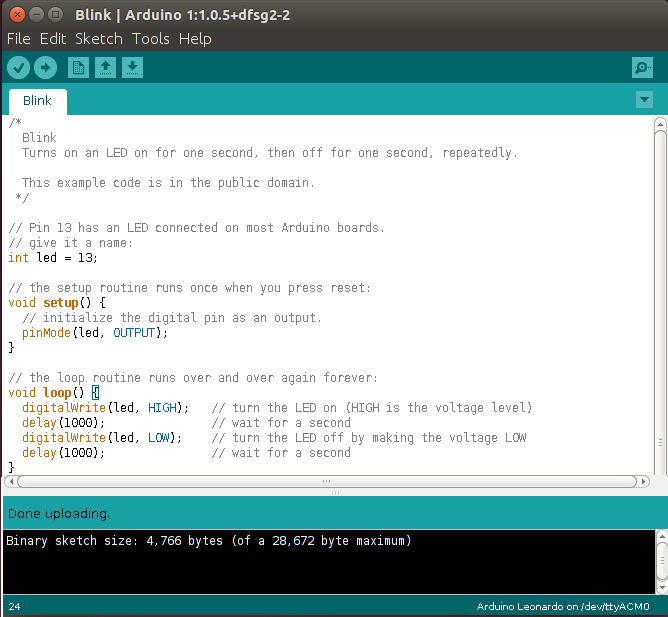 Blink | Arduino 1:1.0.5+dfsg2-2
File Edit Sketch Tools Help
Blink
/*
  Blink
  Turns on an LED on for one second, then off for one second, repeatedly.

  This example code is in the public domain.
 */

// Pin 13 has an LED connected on most Arduino boards.
// give it a name:
int led = 13;

// the setup routine runs once when you press reset:
void setup() {
  // initialize the digital pin as an output.
  pinMode(led, OUTPUT);
}

// the loop routine runs over and over again forever:
void loop() {
  digitalWrite(led, HIGH);   // turn the LED on (HIGH is the voltage level)
  delay(1000);               // wait for a second
  digitalWrite(led, LOW);    // turn the LED off by making the voltage LOW
  delay(1000);               // wait for a second
}
Done uploading.
Binary sketch size: 4,766 bytes (of a 28,672 byte maximum)
24 Arduino Leonardo on /dev/ttyACM0